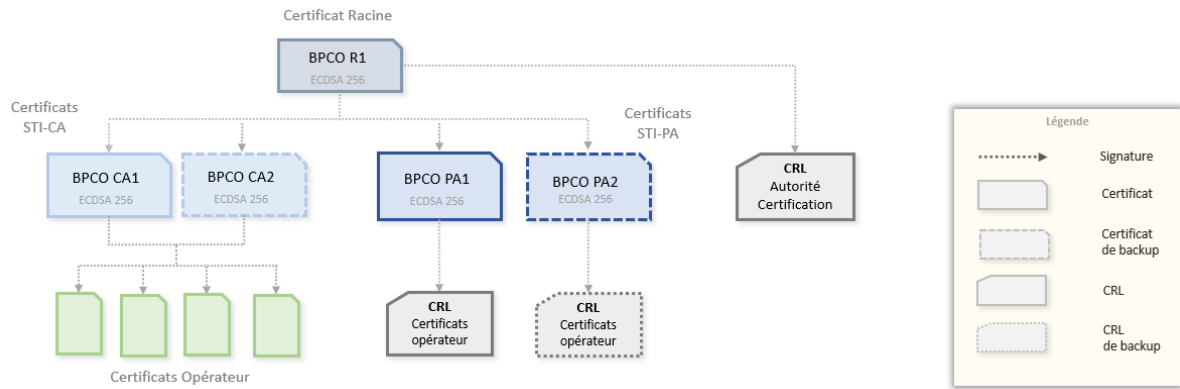 Certificat Racine
BPCO R1
ECDSA 256
Certificats
STI-CA
Certificats
STI-PA
BPCO CA1
ECDSA 256
BPCO CA2
ECDSA 256
BPCO PA1
ECDSA 256
BPCO PA2
ECDSA 256
CRL
Autorité
Certification
CRL
Certificats
opérateur
CRL
Certificats
opérateur
Certificats Opérateur
Légende
Signature
Certificat
Certificat
de backup
CRL
CRL
de backup